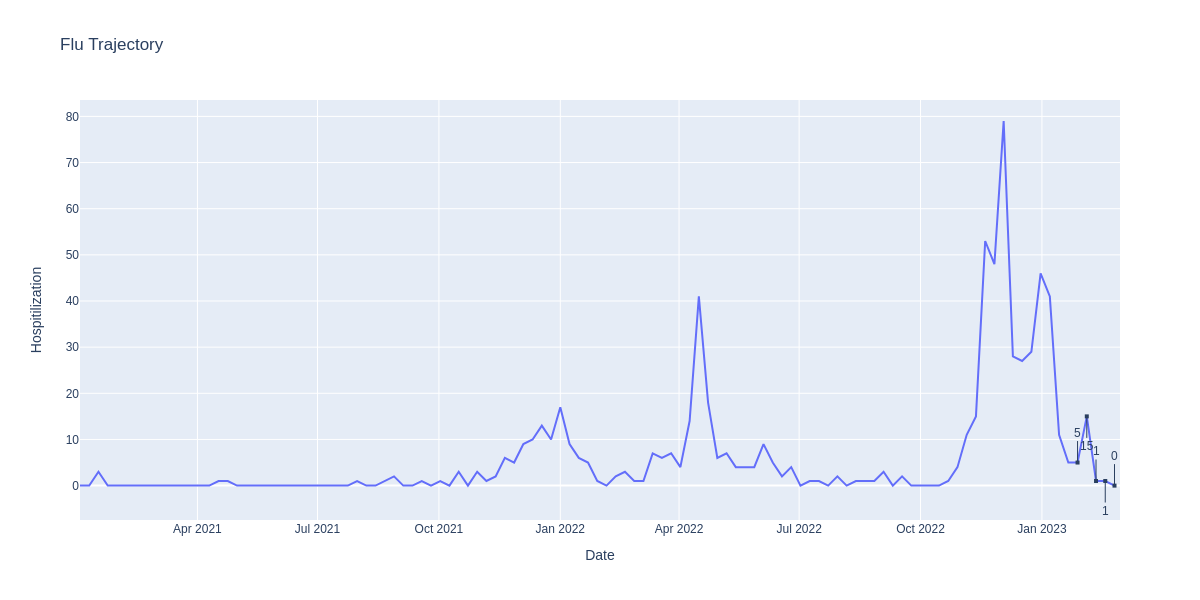 Flu Trajectory
Hospitilization
80
70
60
50
40
30
20
10
0
5
15
1
1
0
Apr 2021
Jul 2021
Oct 2021
Jan 2022
Apr 2022
Jul 2022
Oct 2022
Jan 2023
Date